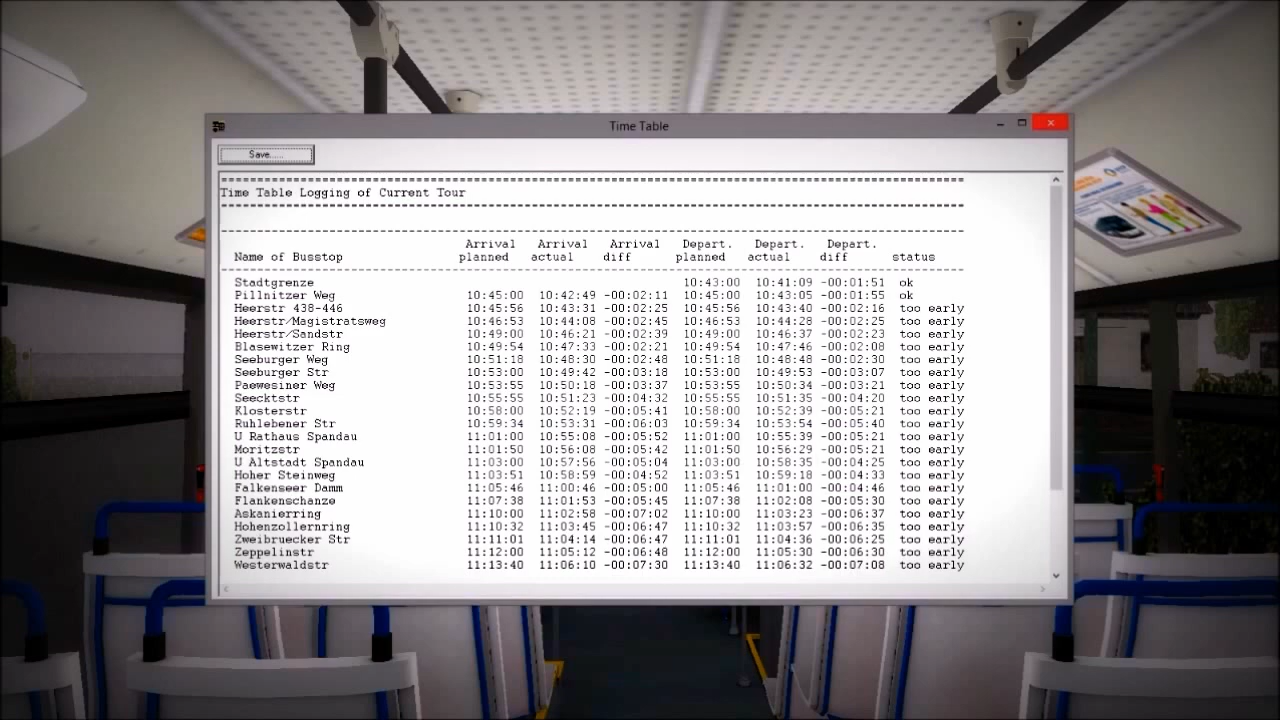 Time Table
Save.....
Time Table Logging of Current Tour
Arrival Arrival Arrival Depart. Depart. Depart.
Name of Busstop planned actual diff planned actual diff status
Stadtgrenze 10:43:00 10:41:09 -00:01:51 ok
Pillnitzer Weg 10:45:00 10:42:49 -00:02:11 10:45:00 10:43:05 -00:01:55 ok
Heerstr 438-446 10:45:56 10:43:31 -00:02:25 10:45:56 10:43:40 -00:02:16 too early
Heerstr/Magistratsweg 10:46:53 10:44:08 -00:02:45 10:46:53 10:44:28 -00:02:25 too early
Heerstr/Sandstr 10:49:00 10:46:21 -00:02:39 10:49:00 10:46:37 -00:02:23 too early
Blasewitzer Ring 10:49:54 10:47:33 -00:02:21 10:49:54 10:47:46 -00:02:08 too early
Seeburger Weg 10:51:18 10:48:30 -00:02:48 10:51:18 10:48:48 -00:02:30 too early
Seeburger Str 10:53:00 10:49:42 -00:03:18 10:53:00 10:49:53 -00:03:07 too early
Paewesiner Weg 10:53:55 10:50:18 -00:03:37 10:53:55 10:50:34 -00:03:21 too early
Seecktstr 10:55:55 10:51:23 -00:04:32 10:55:55 10:51:35 -00:04:20 too early
Klosterstr 10:58:00 10:52:19 -00:05:41 10:58:00 10:52:39 -00:05:21 too early
Ruhlebener Str 10:59:34 10:53:31 -00:06:03 10:59:34 10:53:54 -00:05:40 too early
U Rathaus Spandau 11:01:00 10:55:08 -00:05:52 11:01:00 10:55:39 -00:05:21 too early
Moritzstr 11:01:50 10:56:08 -00:05:42 11:01:50 10:56:29 -00:05:21 too early
U Altstadt Spandau 11:03:00 10:57:56 -00:05:04 11:03:00 10:58:35 -00:04:25 too early
Hoher Steinweg 11:03:51 10:58:59 -00:04:52 11:03:51 10:59:18 -00:04:33 too early
Falkenseer Damm 11:05:46 11:00:46 -00:05:00 11:05:46 11:01:00 -00:04:46 too early
Flankenschanze 11:07:38 11:01:53 -00:05:45 11:07:38 11:02:08 -00:05:30 too early
Askanierring 11:10:00 11:02:58 -00:07:02 11:10:00 11:03:23 -00:06:37 too early
Hohenzollernring 11:10:32 11:03:45 -00:06:47 11:10:32 11:03:57 -00:06:35 too early
Zweibruecker Str 11:11:01 11:04:14 -00:06:47 11:11:01 11:04:36 -00:06:25 too early
Zeppelinstr 11:12:00 11:05:12 -00:06:48 11:12:00 11:05:30 -00:06:30 too early
Westerwaldstr 11:13:40 11:06:10 -00:07:30 11:13:40 11:06:32 -00:07:08 too early